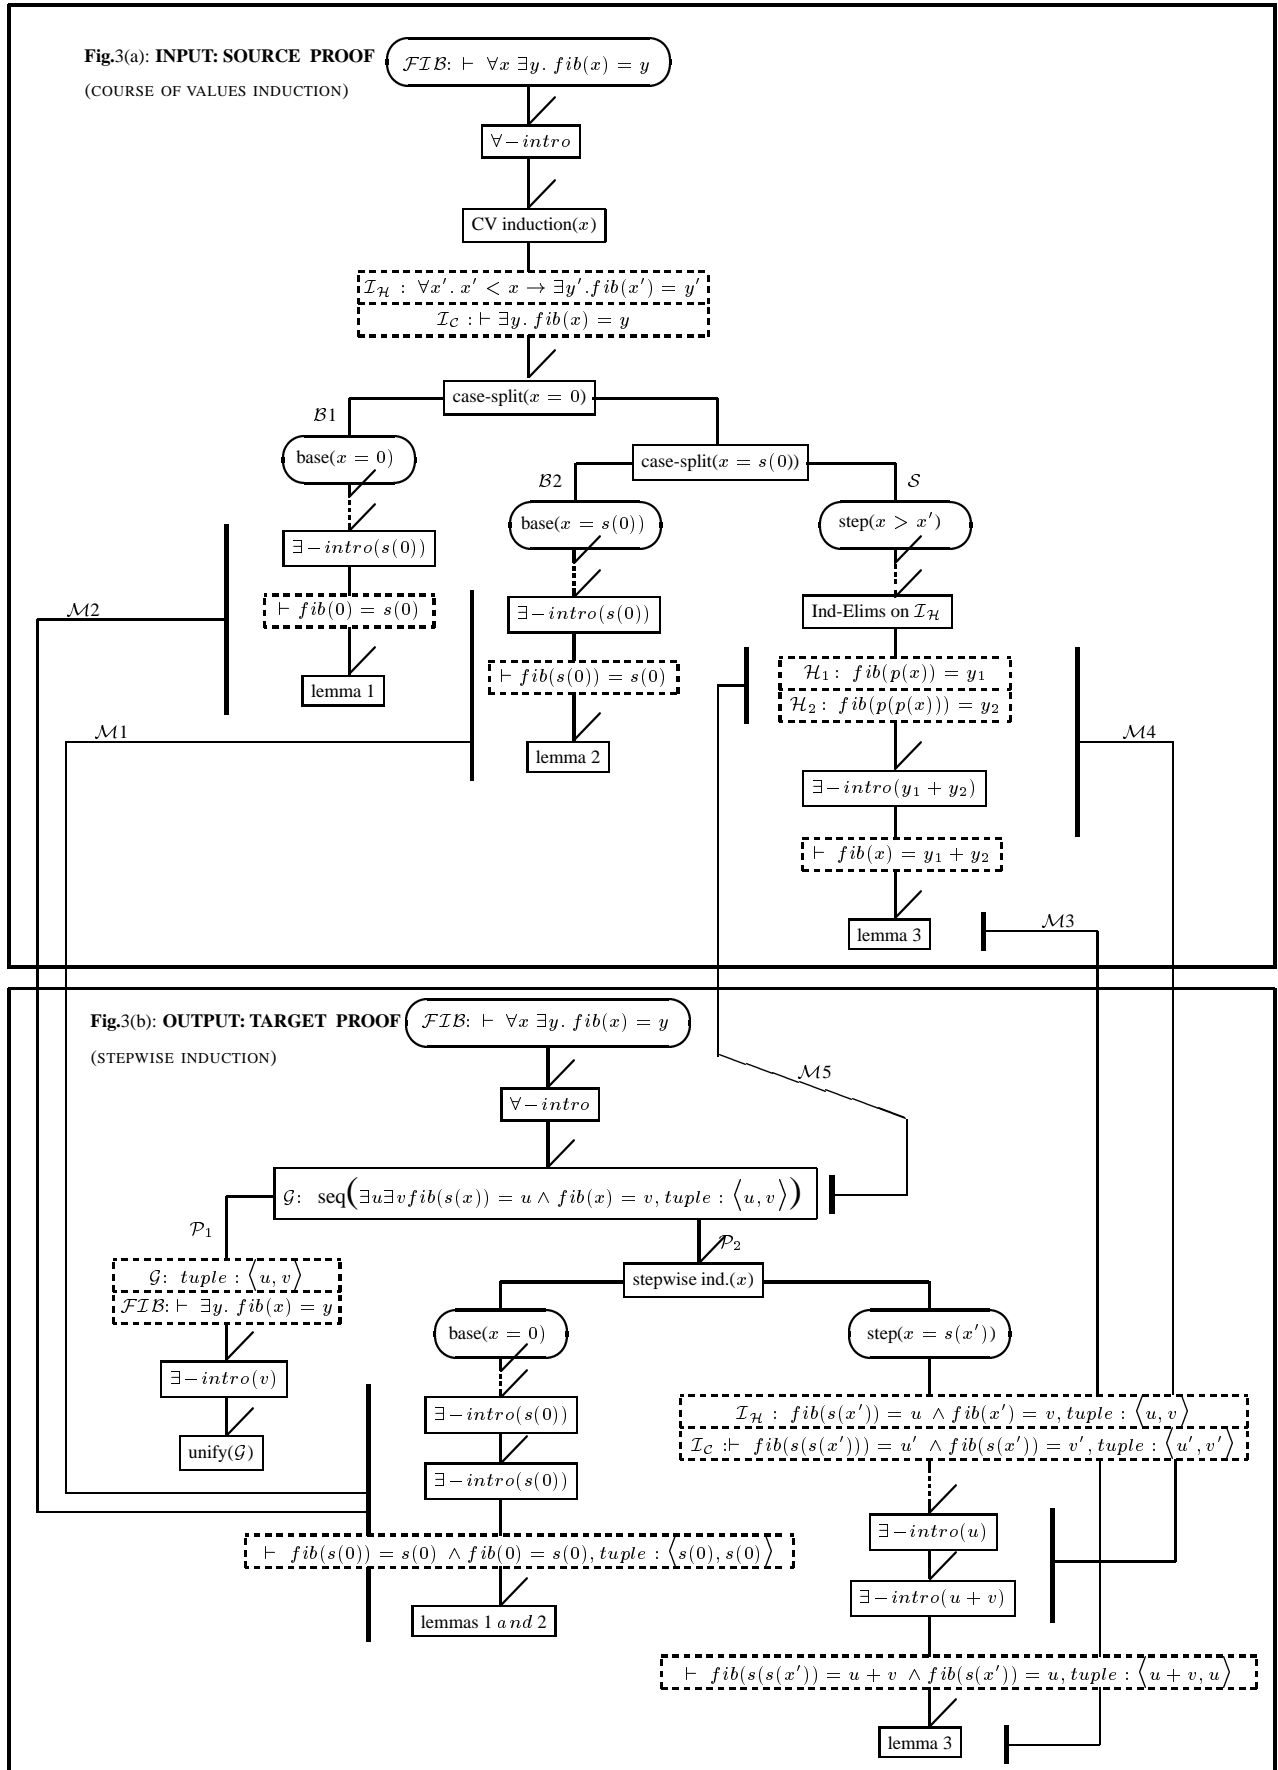 Fig.3(a): INPUT: SOURCE PROOF
(COURSE OF VALUES INDUCTION)
ℱℐℬ: ⊢ ∀x ∃y. fib(x) = y
∀−intro
CV induction(x)
ℐ_ℋ : ∀x′. x′ < x → ∃y′.fib(x′) = y′
ℐ_𝒞 : ⊢ ∃y. fib(x) = y
case-split(x = 0)
ℬ1
base(x = 0)
case-split(x = s(0))
ℬ2
𝒮
base(x = s(0))
step(x > x′)
∃−intro(s(0))
⊢ fib(0) = s(0)
lemma 1
∃−intro(s(0))
⊢ fib(s(0)) = s(0)
lemma 2
Ind-Elims on ℐ_ℋ
ℋ₁: fib(p(x)) = y₁
ℋ₂: fib(p(p(x))) = y₂
∃−intro(y₁ + y₂)
⊢ fib(x) = y₁ + y₂
lemma 3
ℳ2
ℳ1
ℳ4
ℳ3
Fig.3(b): OUTPUT: TARGET PROOF
(STEPWISE INDUCTION)
ℱℐℬ: ⊢ ∀x ∃y. fib(x) = y
ℳ5
∀−intro
𝒢: seq(∃u∃vfib(s(x)) = u ∧ fib(x) = v, tuple : ⟨u, v⟩)
𝒫₁
𝒫₂
𝒢: tuple : ⟨u, v⟩
ℱℐℬ: ⊢ ∃y. fib(x) = y
∃−intro(v)
unify(𝒢)
stepwise ind.(x)
base(x = 0)
step(x = s(x′))
∃−intro(s(0))
∃−intro(s(0))
⊢ fib(s(0)) = s(0) ∧ fib(0) = s(0), tuple : ⟨s(0), s(0)⟩
lemmas 1 and 2
ℐ_ℋ : fib(s(x′)) = u ∧ fib(x′) = v, tuple : ⟨u, v⟩
ℐ_𝒞 :⊢ fib(s(s(x′))) = u′ ∧ fib(s(x′)) = v′, tuple : ⟨u′, v′⟩
∃−intro(u)
∃−intro(u + v)
⊢ fib(s(s(x′)) = u + v ∧ fib(s(x′)) = u, tuple : ⟨u + v, u⟩
lemma 3